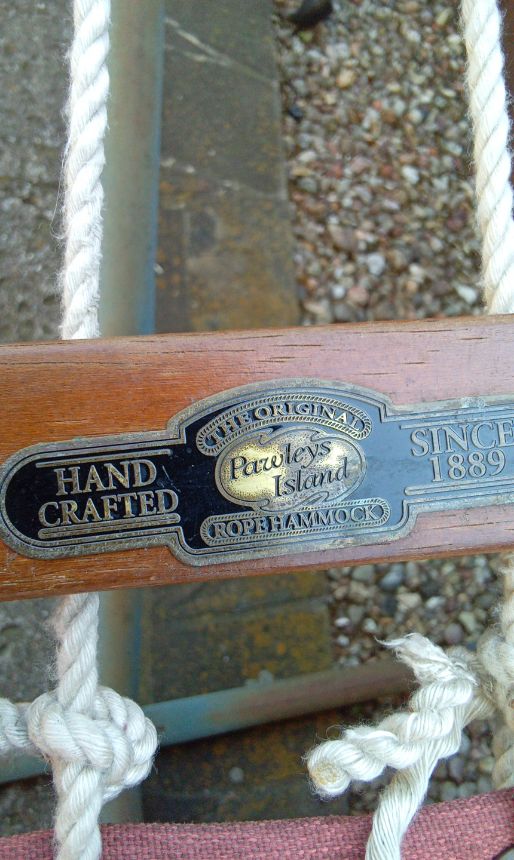 HAND
CRAFTED
THE ORIGINAL
Pawleys
Island
ROPE HAMMOCK
SINCE
1889